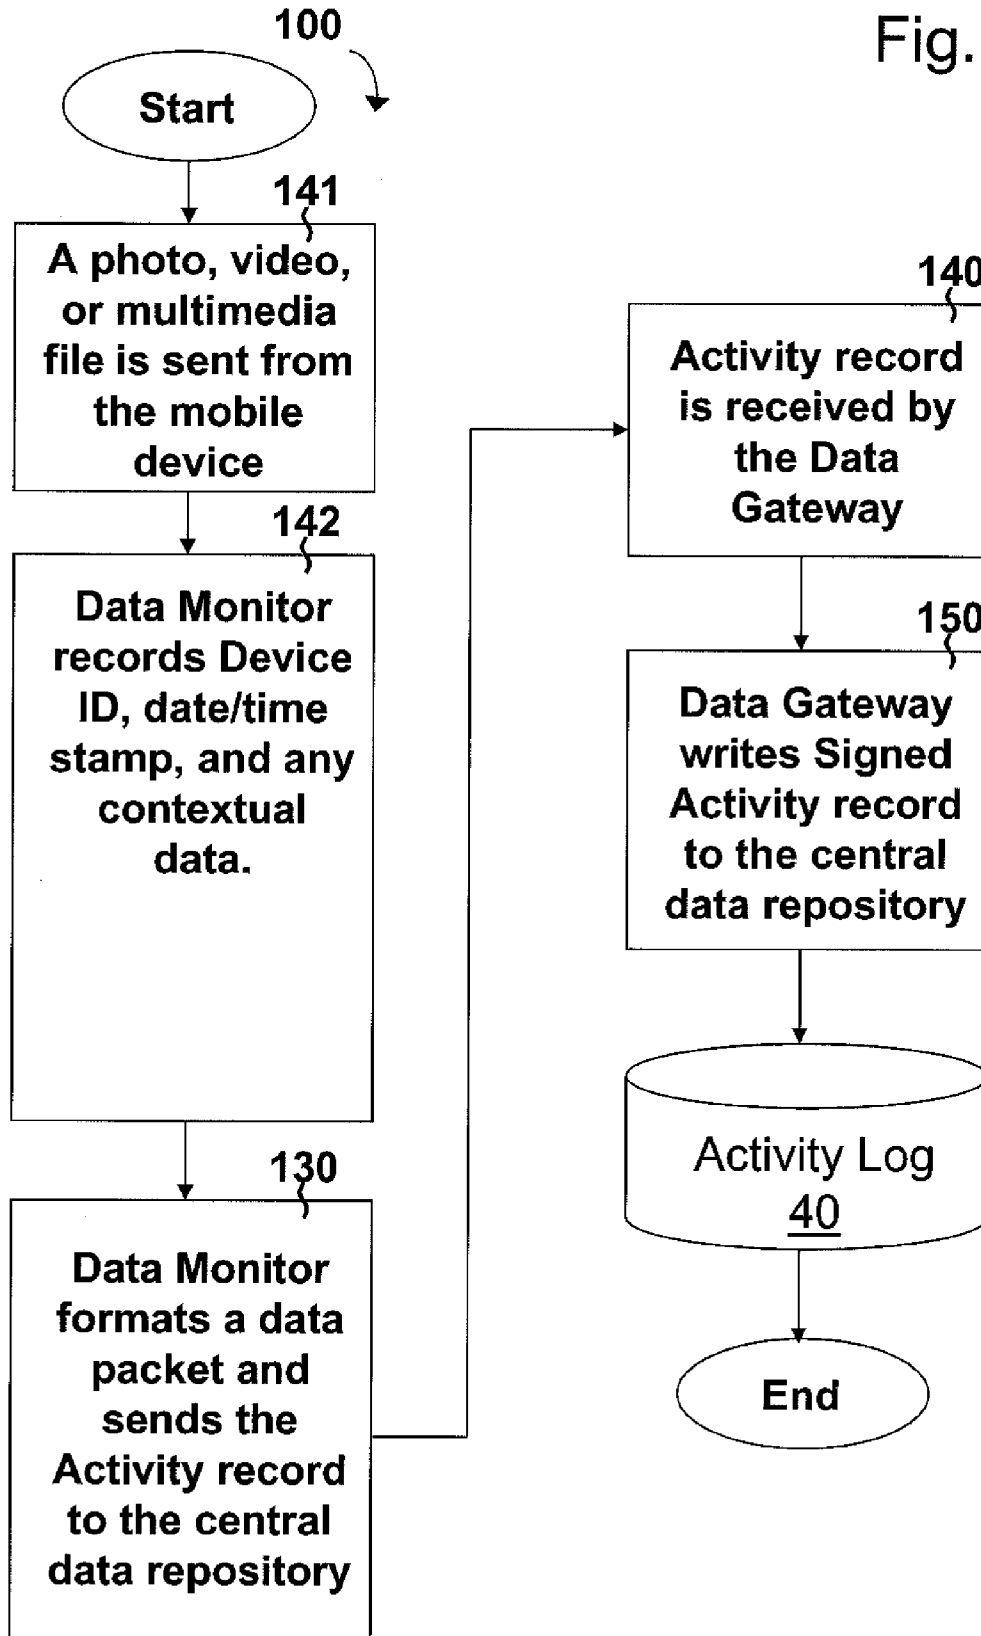 100
Fig.
Start
141
A photo, video,
or multimedia
file is sent from
the mobile
device
142
Data Monitor
records Device
ID, date/time
stamp, and any
contextual
data.
130
Data Monitor
formats a data
packet and
sends the
Activity record
to the central
data repository
140
Activity record
is received by
the Data
Gateway
150
Data Gateway
writes Signed
Activity record
to the central
data repository
Activity Log
40
End